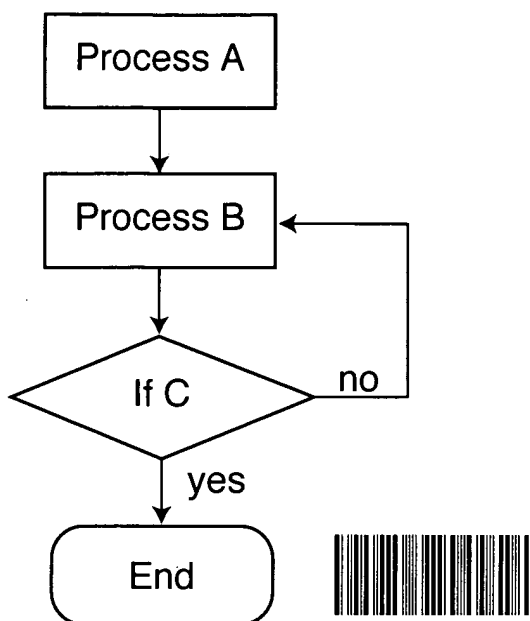 Process A
Process B
If C
no
yes
End